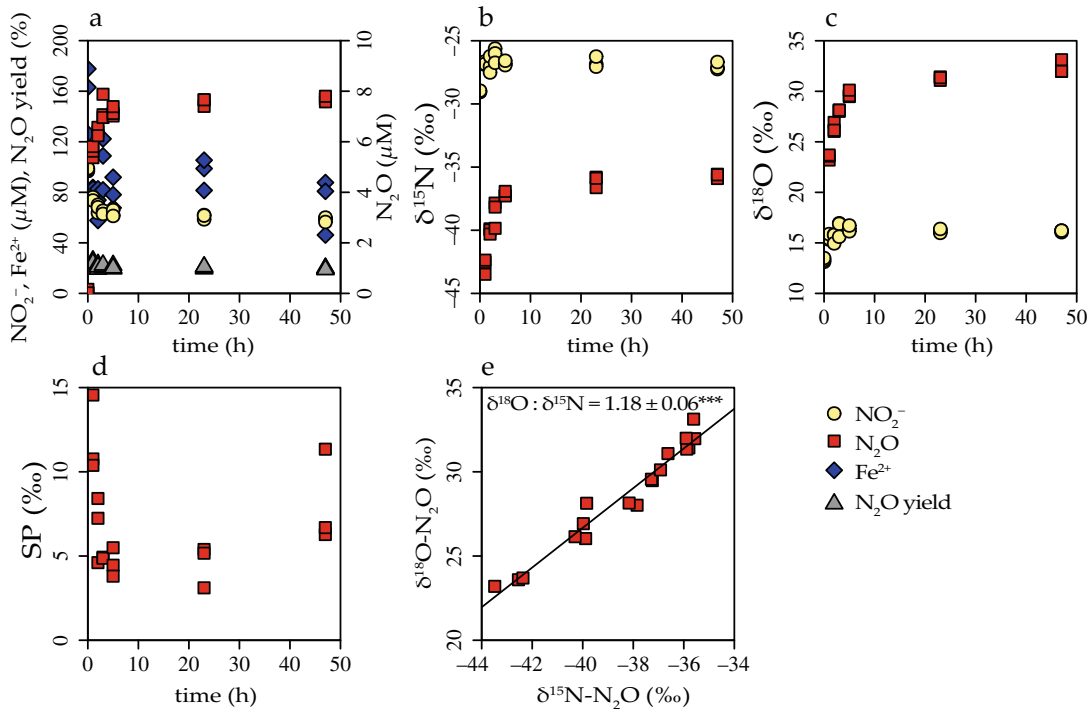 a
NO₂⁻, Fe²⁺ (µM), N₂O yield (%)
200
160
120
80
40
0
10
8
6
4
2
0
N₂O (µM)
0 10 20 30 40 50
time (h)
b
δ¹⁵N (‰)
−25
−30
−35
−40
−45
0 10 20 30 40 50
time (h)
c
δ¹⁸O (‰)
35
30
25
20
15
10
0 10 20 30 40 50
time (h)
d
SP (‰)
15
10
5
0
0 10 20 30 40 50
time (h)
e
δ¹⁸O : δ¹⁵N = 1.18 ± 0.06***
δ¹⁸O-N₂O (‰)
35
30
25
20
−44 −42 −40 −38 −36 −34
δ¹⁵N-N₂O (‰)
NO₂⁻
N₂O
Fe²⁺
N₂O yield